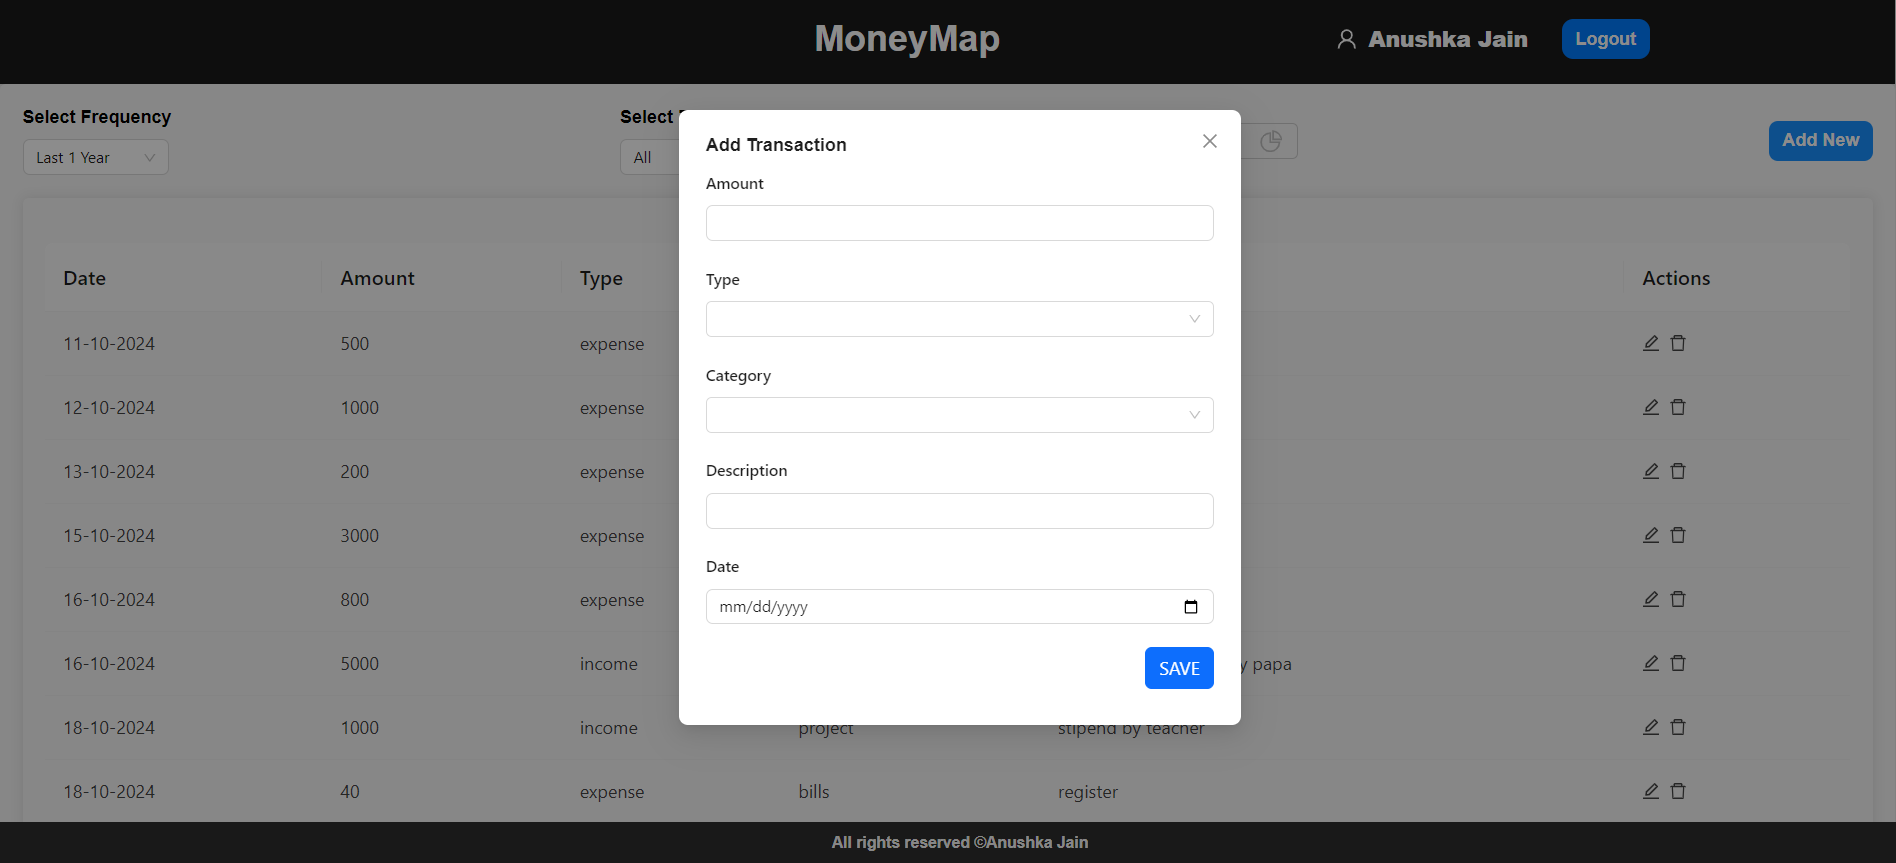 MoneyMap
Anushka Jain
Logout
Select Frequency
Last 1 Year
Select
All
Add New
Date Amount Type Actions
11-10-2024 500 expense
12-10-2024 1000 expense
13-10-2024 200 expense
15-10-2024 3000 expense
16-10-2024 800 expense
16-10-2024 5000 income papa
18-10-2024 1000 income project stipend by teacher
18-10-2024 40 expense bills register
Add Transaction
Amount
Type
Category
Description
Date
mm/dd/yyyy
SAVE
All rights reserved ©Anushka Jain